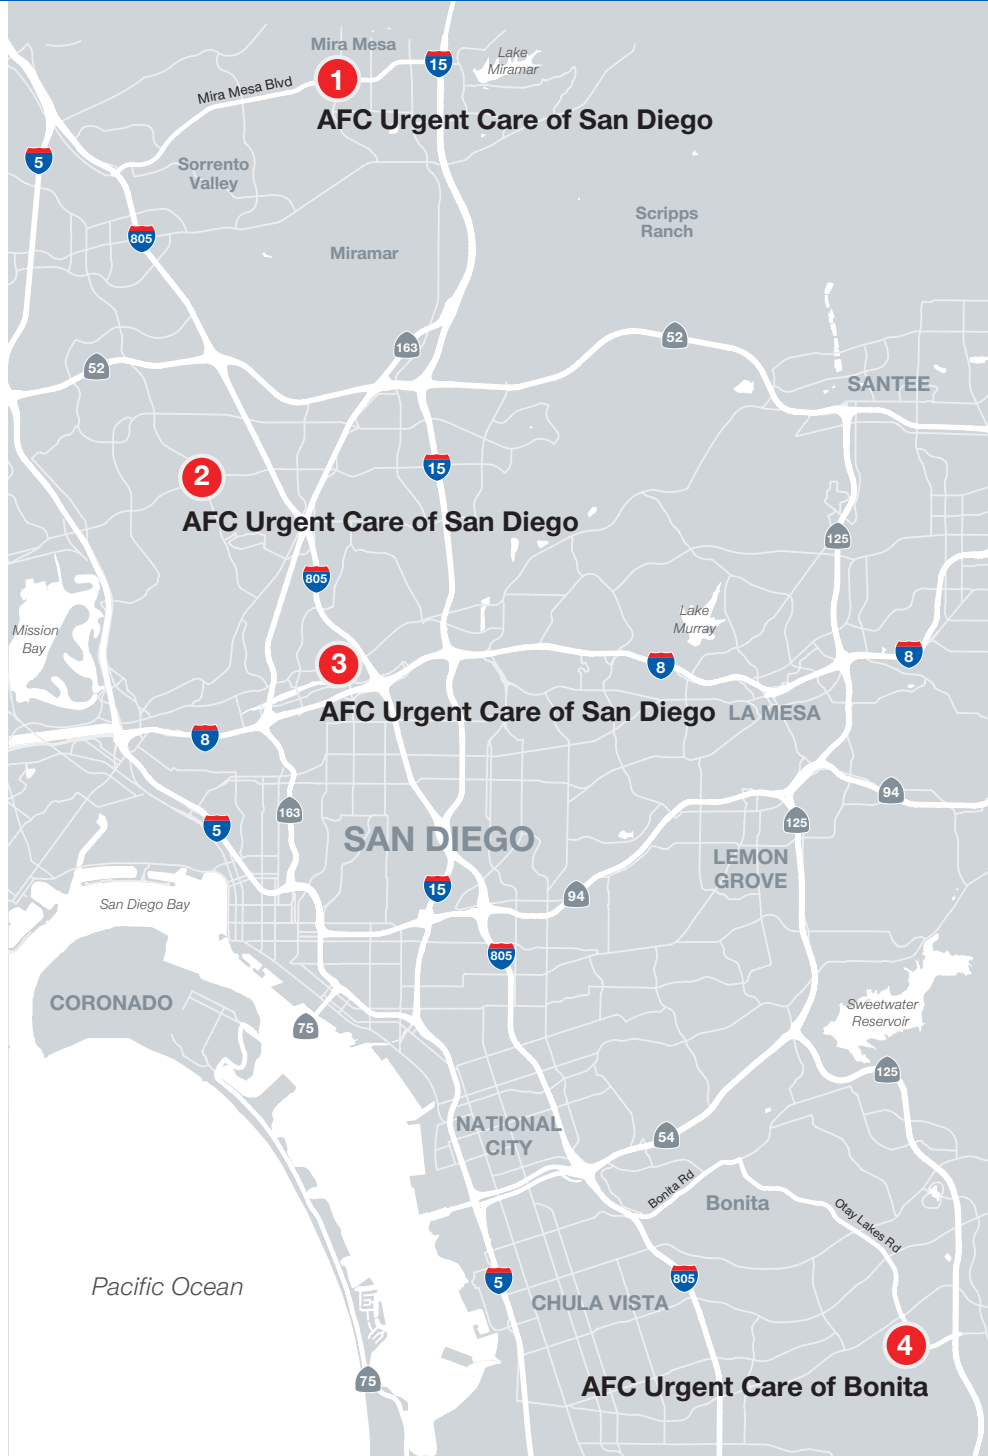 Mira Mesa
Lake
Miramar
15
1
Mira Mesa Blvd
AFC Urgent Care of San Diego
5
Sorrento
Valley
Scripps
Ranch
805
Miramar
163
52
52
SANTEE
15
2
AFC Urgent Care of San Diego
125
805
Lake
Murray
Mission
Bay
3
8
8
AFC Urgent Care of San Diego
LA MESA
8
94
163
5
125
SAN DIEGO
LEMON
GROVE
15
94
San Diego Bay
805
CORONADO
Sweetwater
Reservoir
75
125
NATIONAL
CITY
54
Bonita Rd
Bonita
Otay Lakes Rd
Pacific Ocean
5
805
CHULA VISTA
4
75
AFC Urgent Care of Bonita